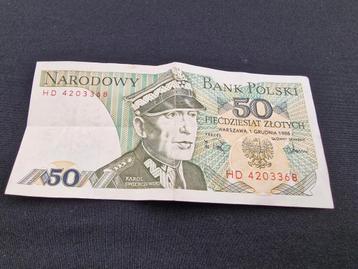 NARODOWY BANK POLSKI
HD 4203368
50
PIĘĆDZIESIĄT ZŁOTYCH
WARSZAWA 1 GRUDNIA 1988
50
KAROL
ŚWIERCZEWSKI
HD 4203368